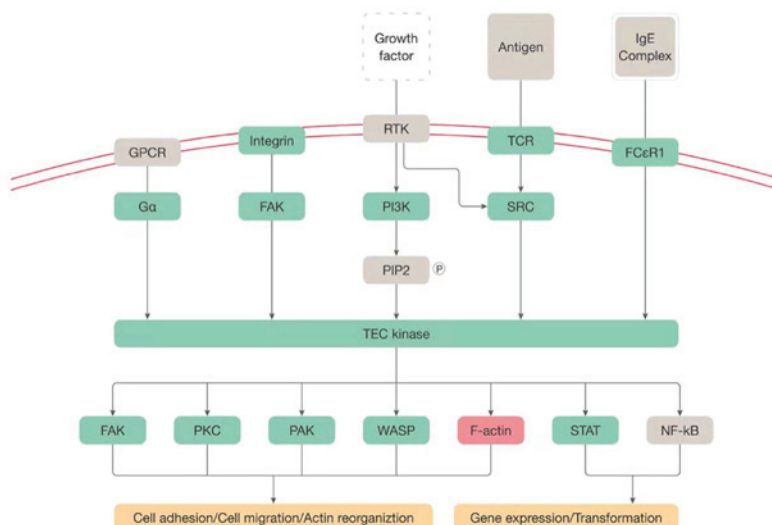 Growth
factor
Antigen
IgE
Complex
GPCR
Integrin
RTK
TCR
FCεR1
Gα
FAK
PI3K
SRC
PIP2
P
TEC kinase
FAK
PKC
PAK
WASP
F-actin
STAT
NF-kB
Cell adhesion/Cell migration/Actin reorganiztion
Gene expression/Transformation